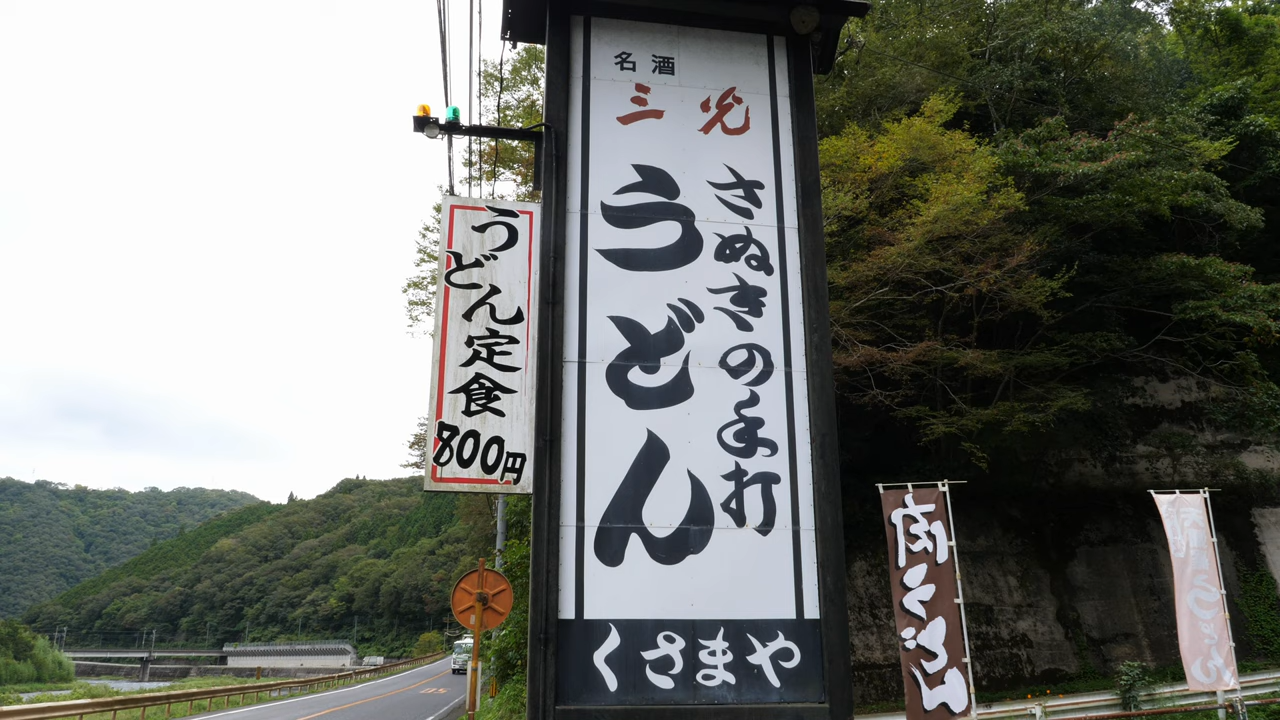 名酒
三光
さぬきの手打
うどん
くさまや
うどん定食
800円
肉うどん